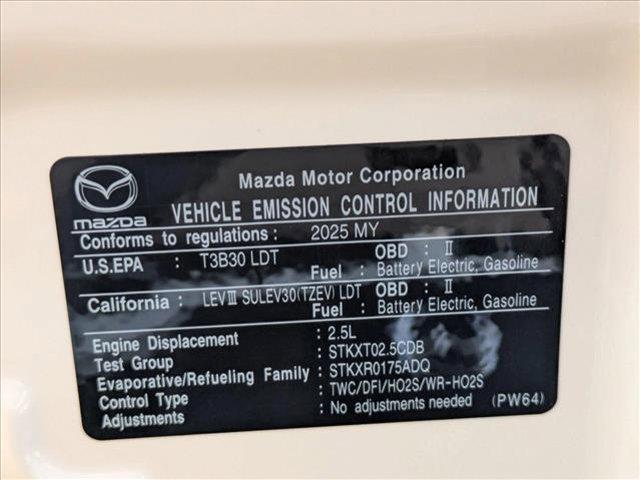 Mazda Motor Corporation
mazda
VEHICLE EMISSION CONTROL INFORMATION
Conforms to regulations : 2025 MY
U.S.EPA : T3B30 LDT OBD : II
Fuel : Battery Electric, Gasoline
California : LEVIII SULEV30(TZEV) LDT OBD : II
Fuel : Battery Electric, Gasoline
Engine Displacement : 2.5L
Test Group : STKXT02.5CDB
Evaporative/Refueling Family : STKXR0175ADQ
Control Type : TWC/DFI/HO2S/WR-HO2S
Adjustments : No adjustments needed (PW64)